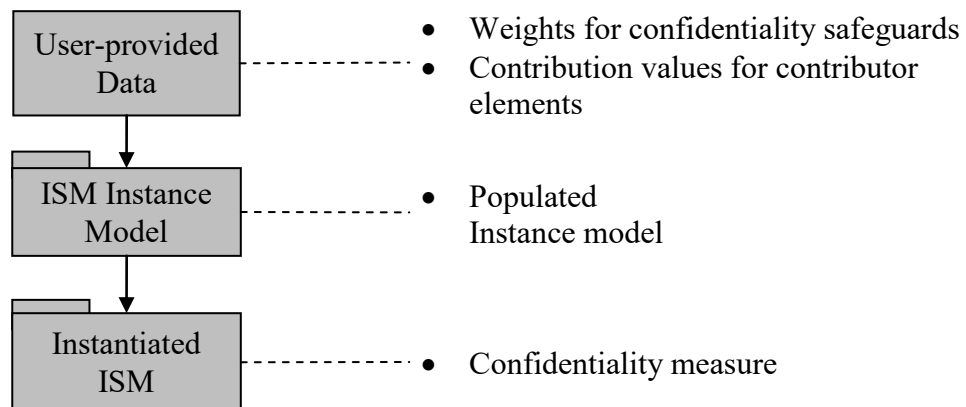 User-provided
Data
• Weights for confidentiality safeguards
• Contribution values for contributor
elements
ISM Instance
Model
• Populated
Instance model
Instantiated
ISM
• Confidentiality measure